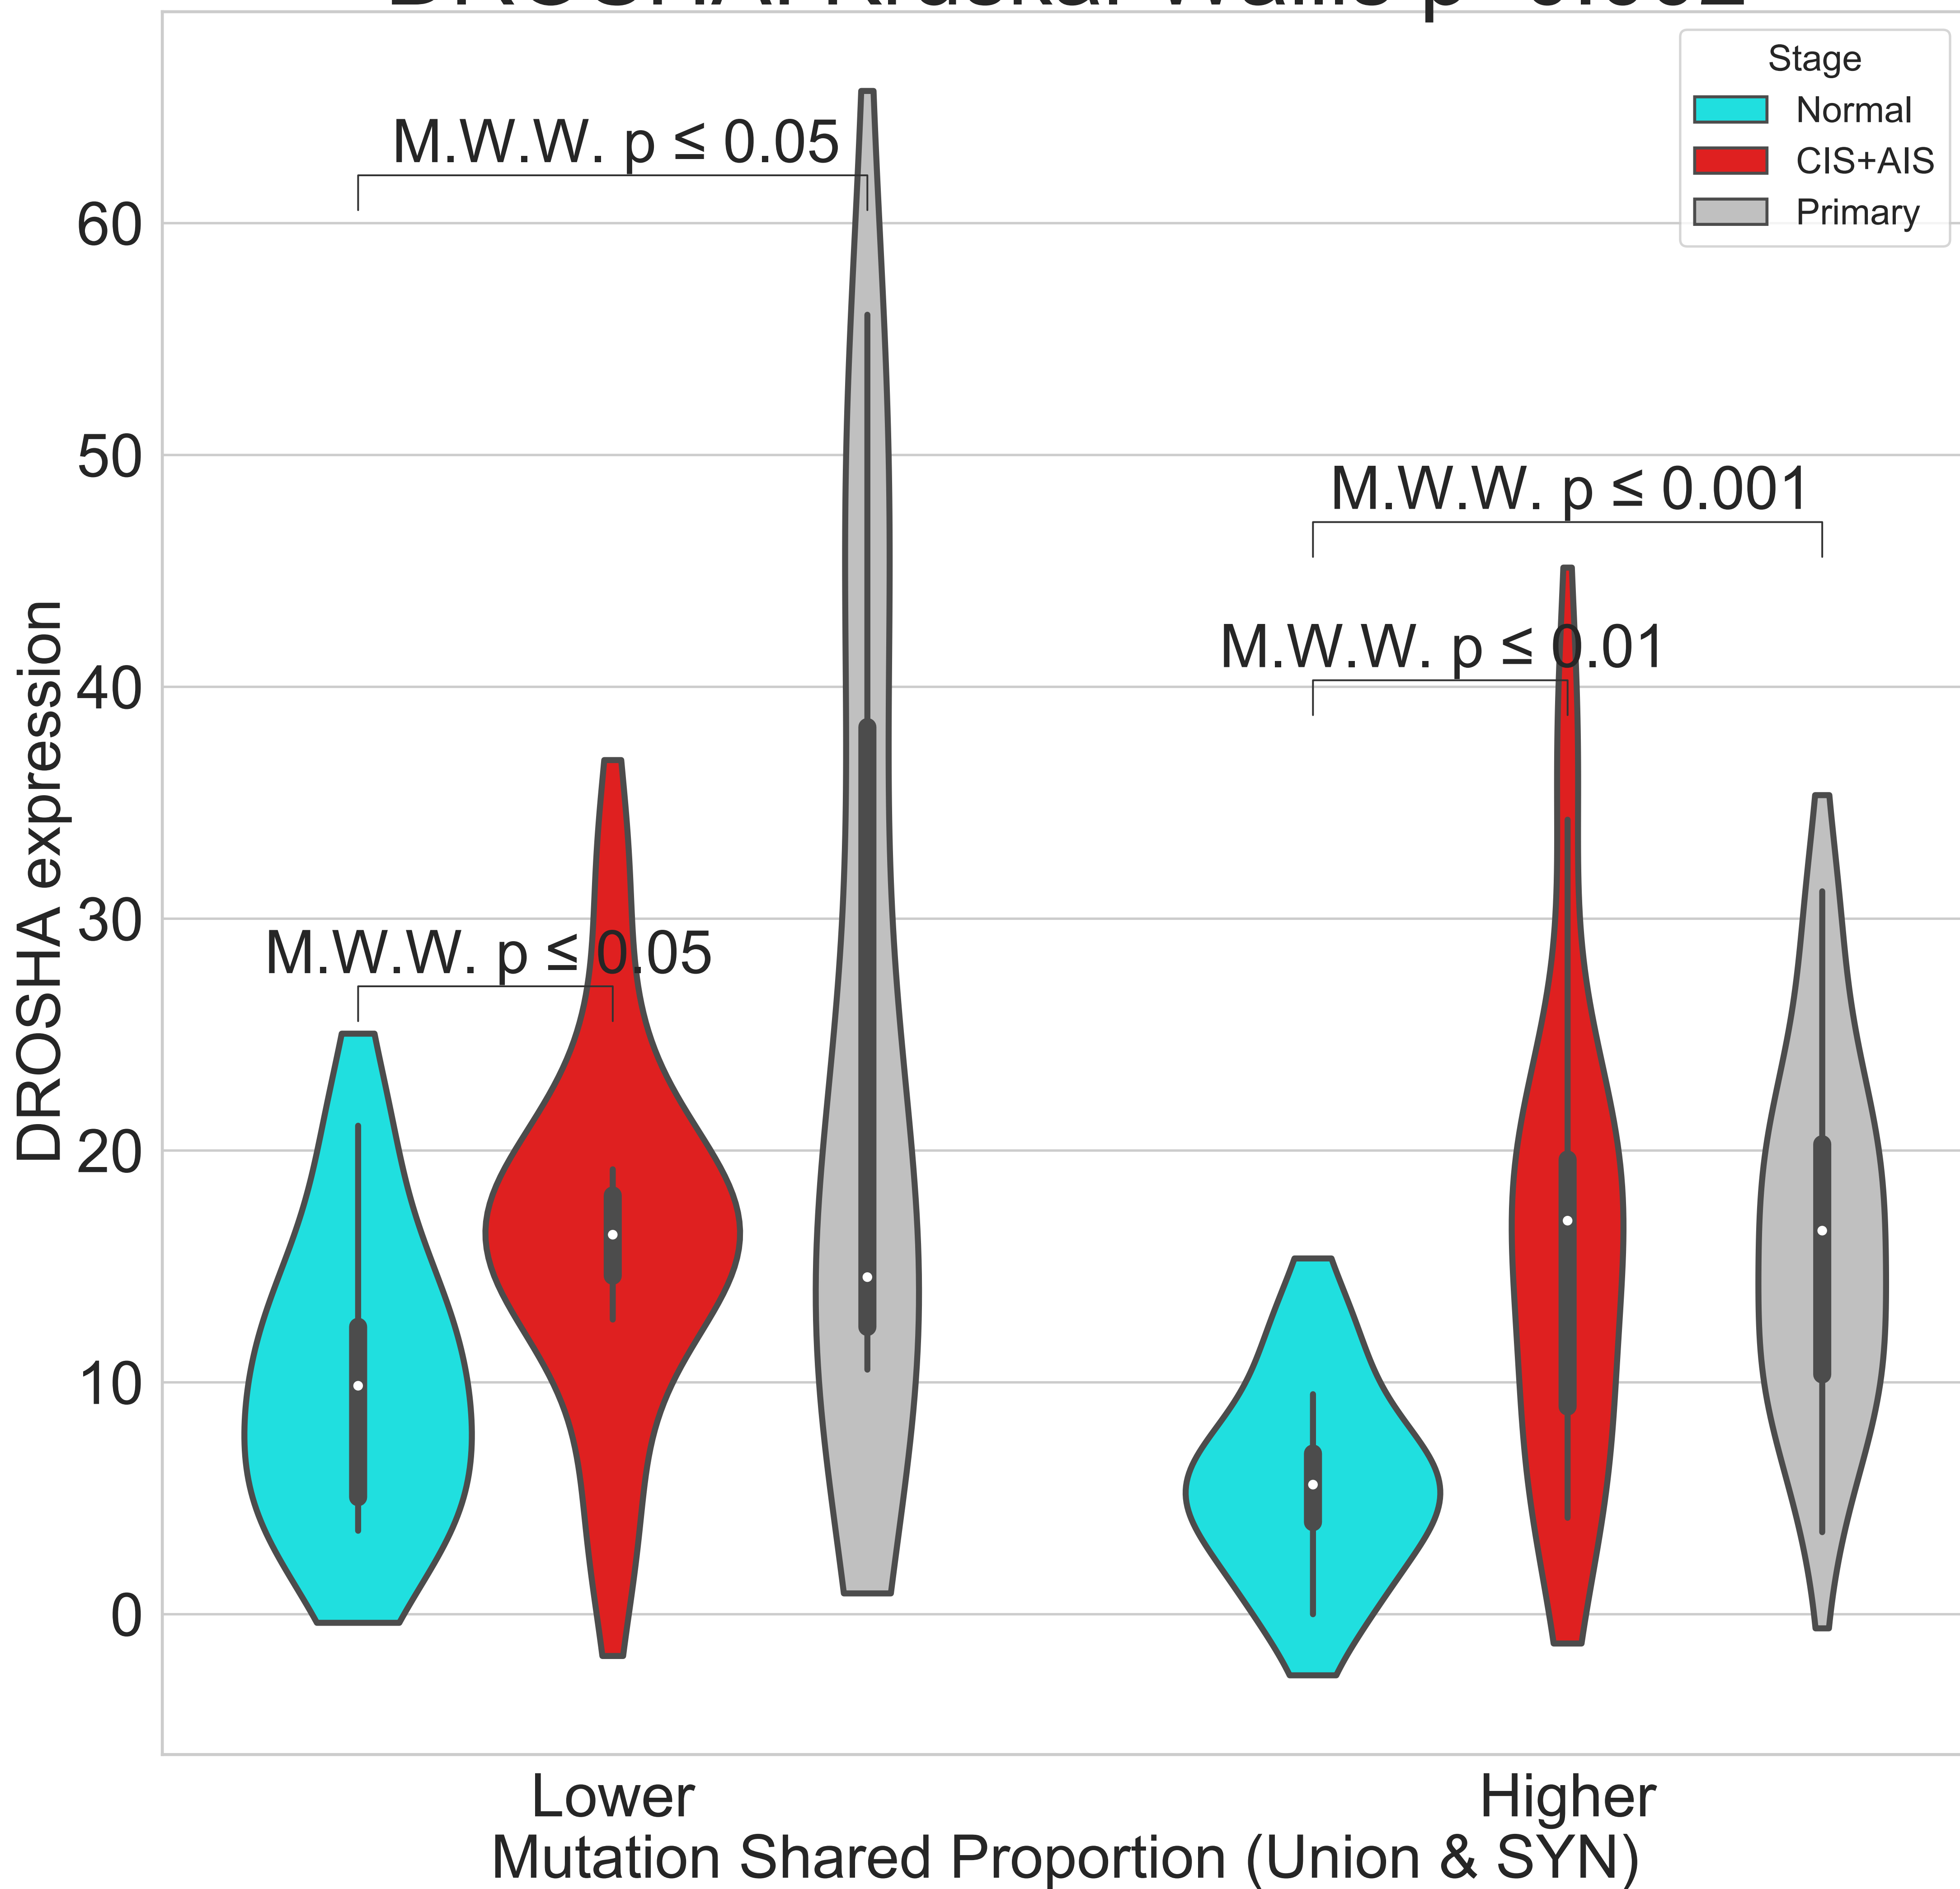 Stage
Normal
CIS+AIS
Primary
M.W.W. p ≤ 0.05
M.W.W. p ≤ 0.001
M.W.W. p ≤ 0.01
M.W.W. p ≤ 0.05
DROSHA expression
60
50
40
30
20
10
0
Lower
Higher
Mutation Shared Proportion (Union & SYN)